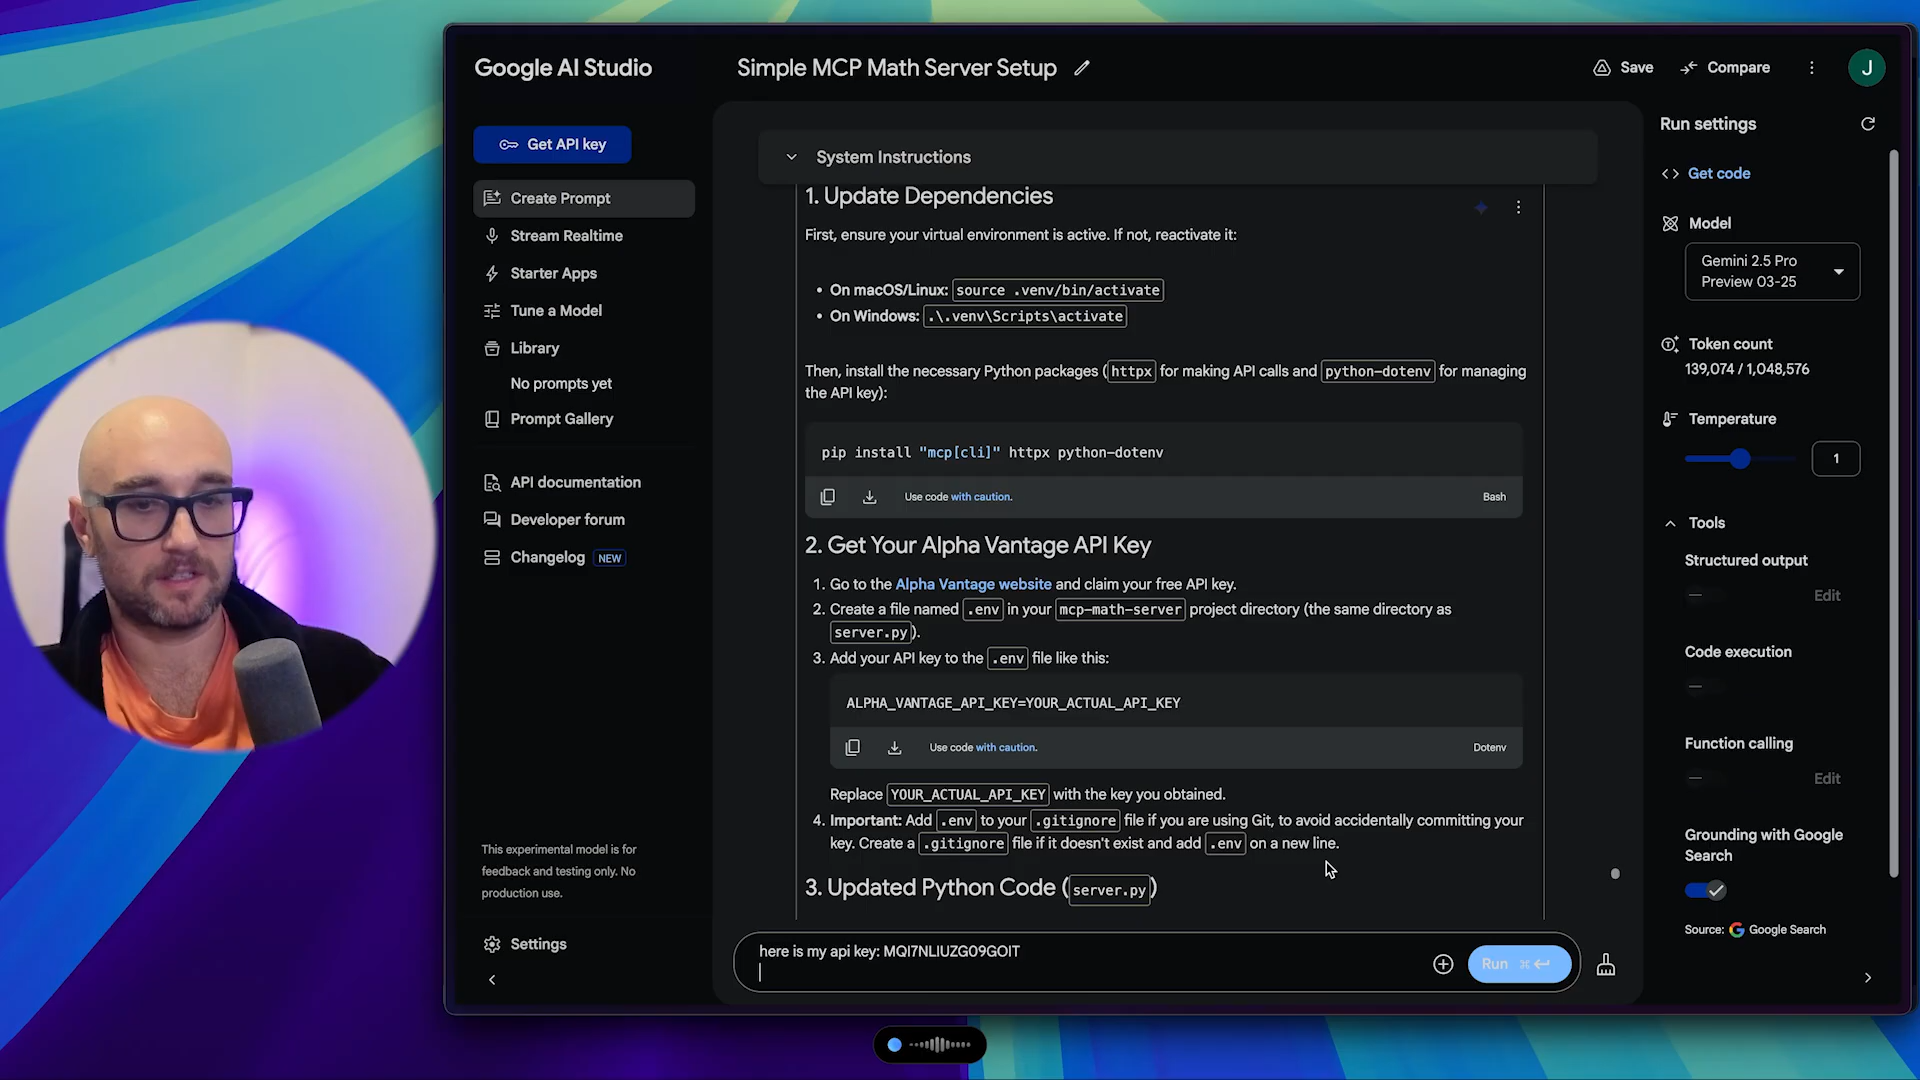 Google AI Studio
Simple MCP Math Server Setup
Save
Compare
J
Get API key
Create Prompt
Stream Realtime
Starter Apps
Tune a Model
Library
No prompts yet
Prompt Gallery
API documentation
Developer forum
Changelog NEW
This experimental model is for
feedback and testing only. No
production use.
Settings
System Instructions
1. Update Dependencies
First, ensure your virtual environment is active. If not, reactivate it:
• On macOS/Linux: source .venv/bin/activate
• On Windows: .\.venv\Scripts\activate
Then, install the necessary Python packages (httpx for making API calls and python-dotenv for managing
the API key):
pip install "mcp[cli]" httpx python-dotenv
Use code with caution.
Bash
2. Get Your Alpha Vantage API Key
1. Go to the Alpha Vantage website and claim your free API key.
2. Create a file named .env in your mcp-math-server project directory (the same directory as
server.py).
3. Add your API key to the .env file like this:
ALPHA_VANTAGE_API_KEY=YOUR_ACTUAL_API_KEY
Use code with caution.
Dotenv
Replace YOUR_ACTUAL_API_KEY with the key you obtained.
4. Important: Add .env to your .gitignore file if you are using Git, to avoid accidentally committing your
key. Create a .gitignore file if it doesn't exist and add .env on a new line.
3. Updated Python Code (server.py)
here is my api key: MQI7NLIUZGO9GOIT
Run ⌘↩
Run settings
<> Get code
Model
Gemini 2.5 Pro
Preview 03-25
Token count
139,074 / 1,048,576
Temperature
1
Tools
Structured output
Edit
Code execution
Function calling
Edit
Grounding with Google
Search
Source: G Google Search